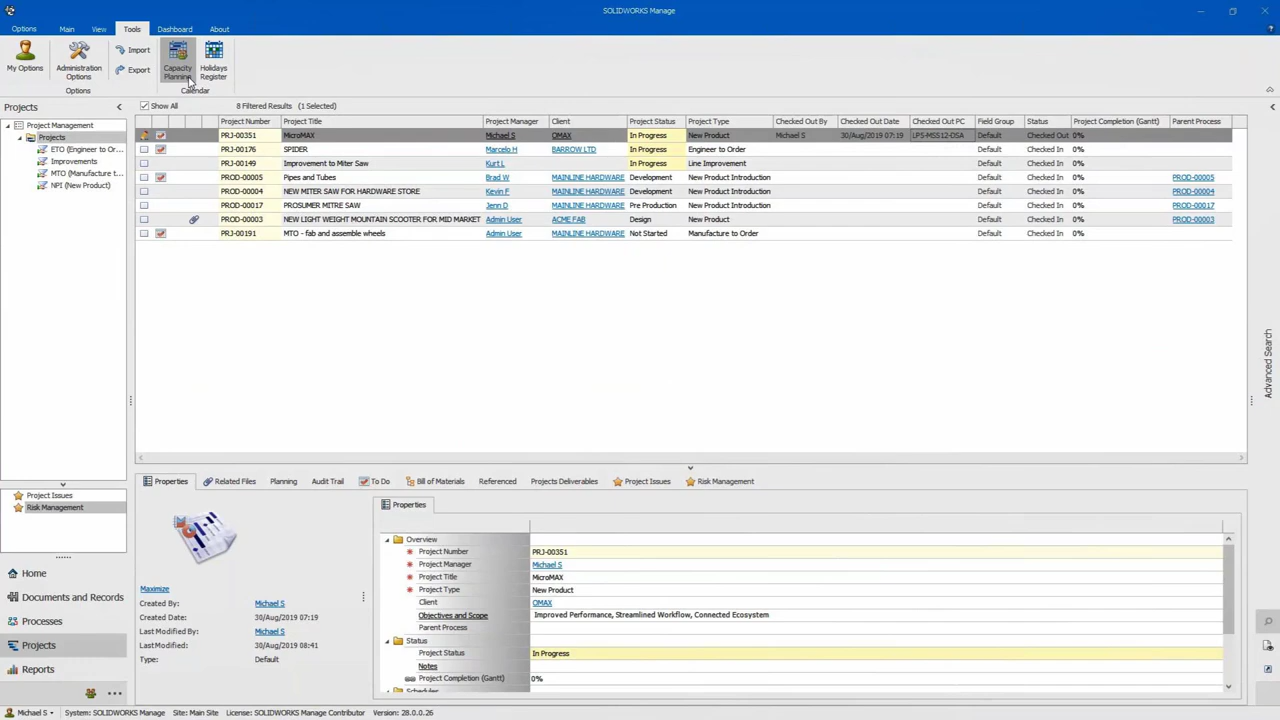 SOLIDWORKS Manage
Options Main View Tools Dashboard About
My Options Administration Options Import Export Capacity Planning Holidays Register
Options Calendar
Projects
Show All 8 Filtered Results (1 Selected)
Project Management
Projects
ETO (Engineer to Or...
Improvements
MTO (Manufacture t...
NPI (New Product)
Project Number Project Title Project Manager Client Project Status Project Type Checked Out By Checked Out Date Checked Out PC Field Group Status Project Completion (Gantt) Parent Process
PRJ-00351 MicroMAX Michael S OMAX In Progress New Product Michael S 30/Aug/2019 07:19 LP5-MSS12-DSA Default Checked Out 0%
PRJ-00176 SPIDER Marcelo H BARROW LTD In Progress Engineer to Order Default Checked In 0%
PRJ-00149 Improvement to Miter Saw Kurt L In Progress Line Improvement Default Checked In 0%
PROD-00005 Pipes and Tubes Brad W MAINLINE HARDWARE Development New Product Introduction Default Checked In 0% PROD-00005
PROD-00004 NEW MITER SAW FOR HARDWARE STORE Kevin F MAINLINE HARDWARE Development New Product Introduction Default Checked In 0% PROD-00004
PROD-00017 PROSUMER MITRE SAW Jenn D MAINLINE HARDWARE Pre Production New Product Introduction Default Checked In 0% PROD-00017
PROD-00003 NEW LIGHT WEIGHT MOUNTAIN SCOOTER FOR MID MARKET Admin User ACME FAB Design New Product Default Checked In 0% PROD-00003
PRJ-00191 MTO - fab and assemble wheels Admin User MAINLINE HARDWARE Not Started Manufacture to Order Default Checked In 0%
Advanced Search
Project Issues
Risk Management
Home
Documents and Records
Processes
Projects
Reports
Properties Related Files Planning Audit Trail To Do Bill of Materials Referenced Projects Deliverables Project Issues Risk Management
Maximize
Created By: Michael S
Created Date: 30/Aug/2019 07:19
Last Modified By: Michael S
Last Modified: 30/Aug/2019 08:41
Type: Default
Properties
Overview
Project Number PRJ-00351
Project Manager Michael S
Project Title MicroMAX
Project Type New Product
Client OMAX
Objectives and Scope Improved Performance, Streamlined Workflow, Connected Ecosystem
Parent Process
Status
Project Status In Progress
Notes
Project Completion (Gantt) 0%
Michael S System: SOLIDWORKS Manage Site: Main Site License: SOLIDWORKS Manage Contributor Version: 28.0.0.26